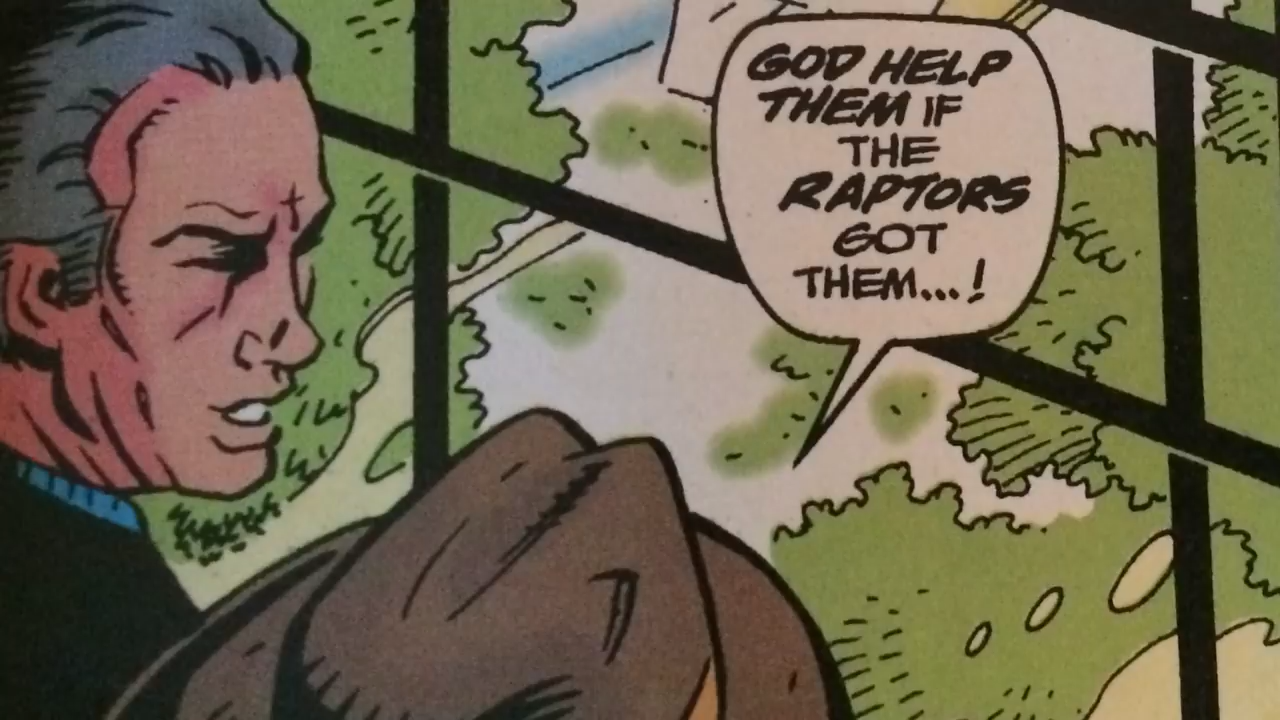 GOD HELP
THEM IF
THE
RAPTORS
GOT
THEM...!